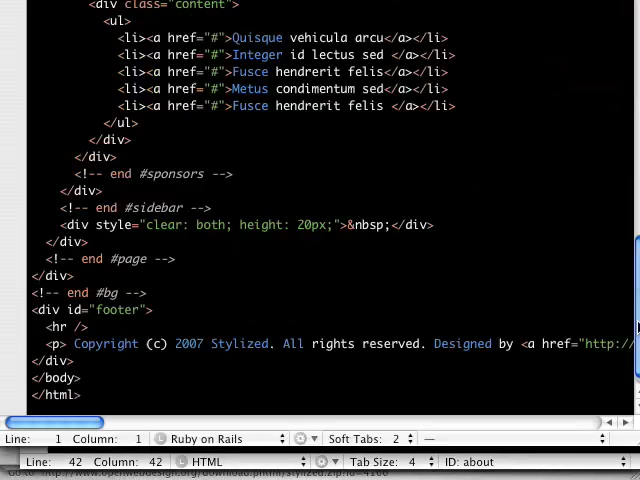 <div class="content">
<ul>
<li><a href="#">Quisque vehicula arcu</a></li>
<li><a href="#">Integer id lectus sed </a></li>
<li><a href="#">Fusce hendrerit felis</a></li>
<li><a href="#">Metus condimentum sed</a></li>
<li><a href="#">Fusce hendrerit felis </a></li>
</ul>
</div>
</div>
<!-- end #sponsors -->
</div>
<!-- end #sidebar -->
<div style="clear: both; height: 20px;">&nbsp;</div>
</div>
<!-- end #page -->
</div>
<!-- end #bg -->
<div id="footer">
<hr />
<p> Copyright (c) 2007 Stylized. All rights reserved. Designed by <a href="http://
</div>
</body>
</html>
Line: 1 Column: 1 L Ruby on Rails Soft Tabs: 2 —
Line: 42 Column: 42 L HTML Tab Size: 4 ID: about